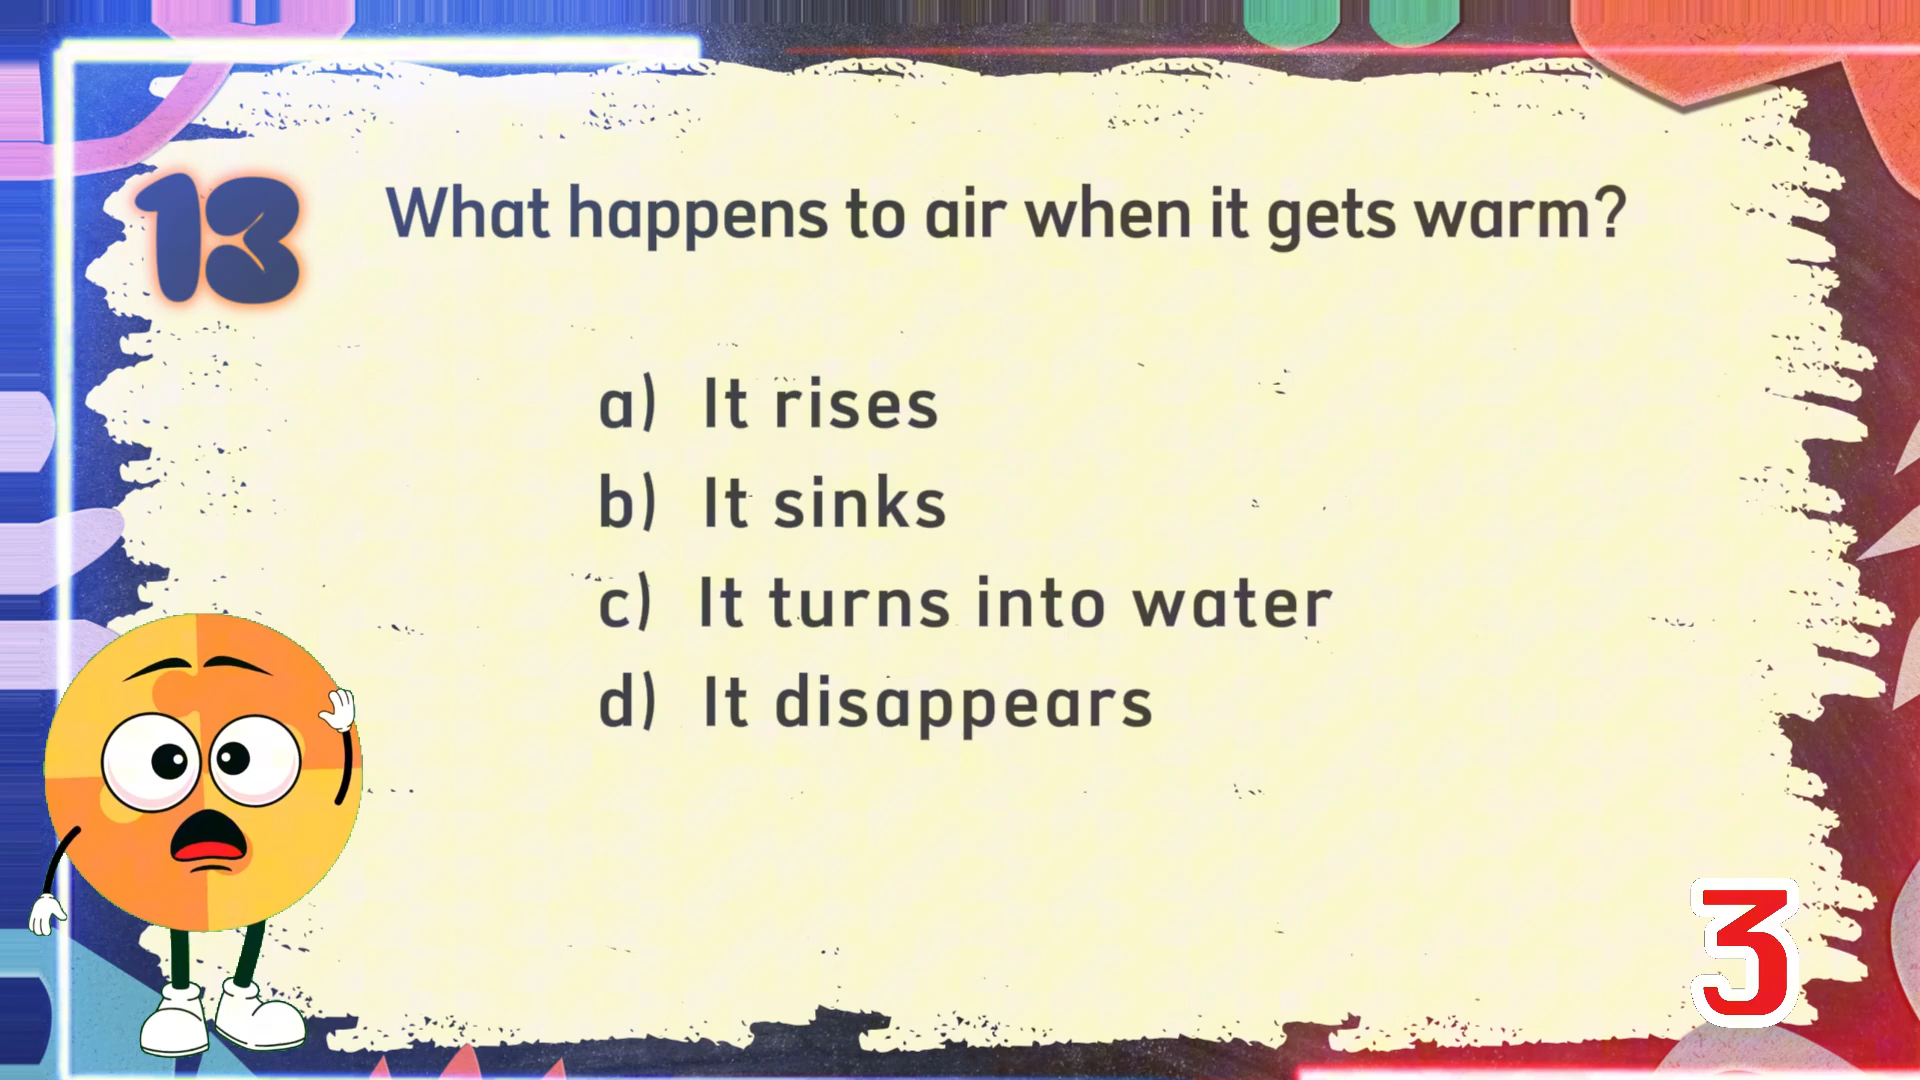 13 What happens to air when it gets warm?
a) It rises
b) It sinks
c) It turns into water
d) It disappears
3